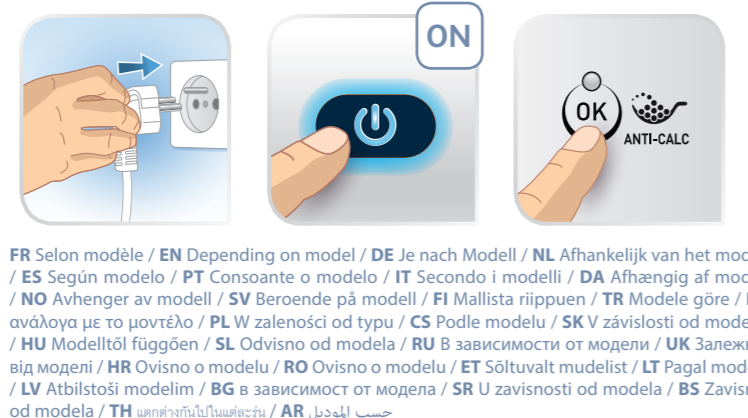 ON
OK
ANTI-CALC
FR Selon modèle / EN Depending on model / DE Je nach Modell / NL Afhankelijk van het
/ ES Según modelo / PT Consoante o modelo / IT Secondo i modelli / DA Afhængig af
/ NO Avhenger av modell / SV Beroende på modell / FI Mallista riippuen / TR Modele göre /
ανάλογα με το μοντέλο / PL W zaleności od typu / CS Podle modelu / SK V závislosti od
/ HU Modelltől függően / SL Odvisno od modela / RU В зависимости от модели / UK
від моделі / HR Ovisno o modelu / RO Ovisno o modelu / ET Sõltuvalt mudelist / LT Pagal
/ LV Atbilstoši modelim / BG в зависимост от модела / SR U zavisnosti od modela / BS
od modela / TH แตกต่างกันไปในแต่ละรุ่น / AR حسب الموديل